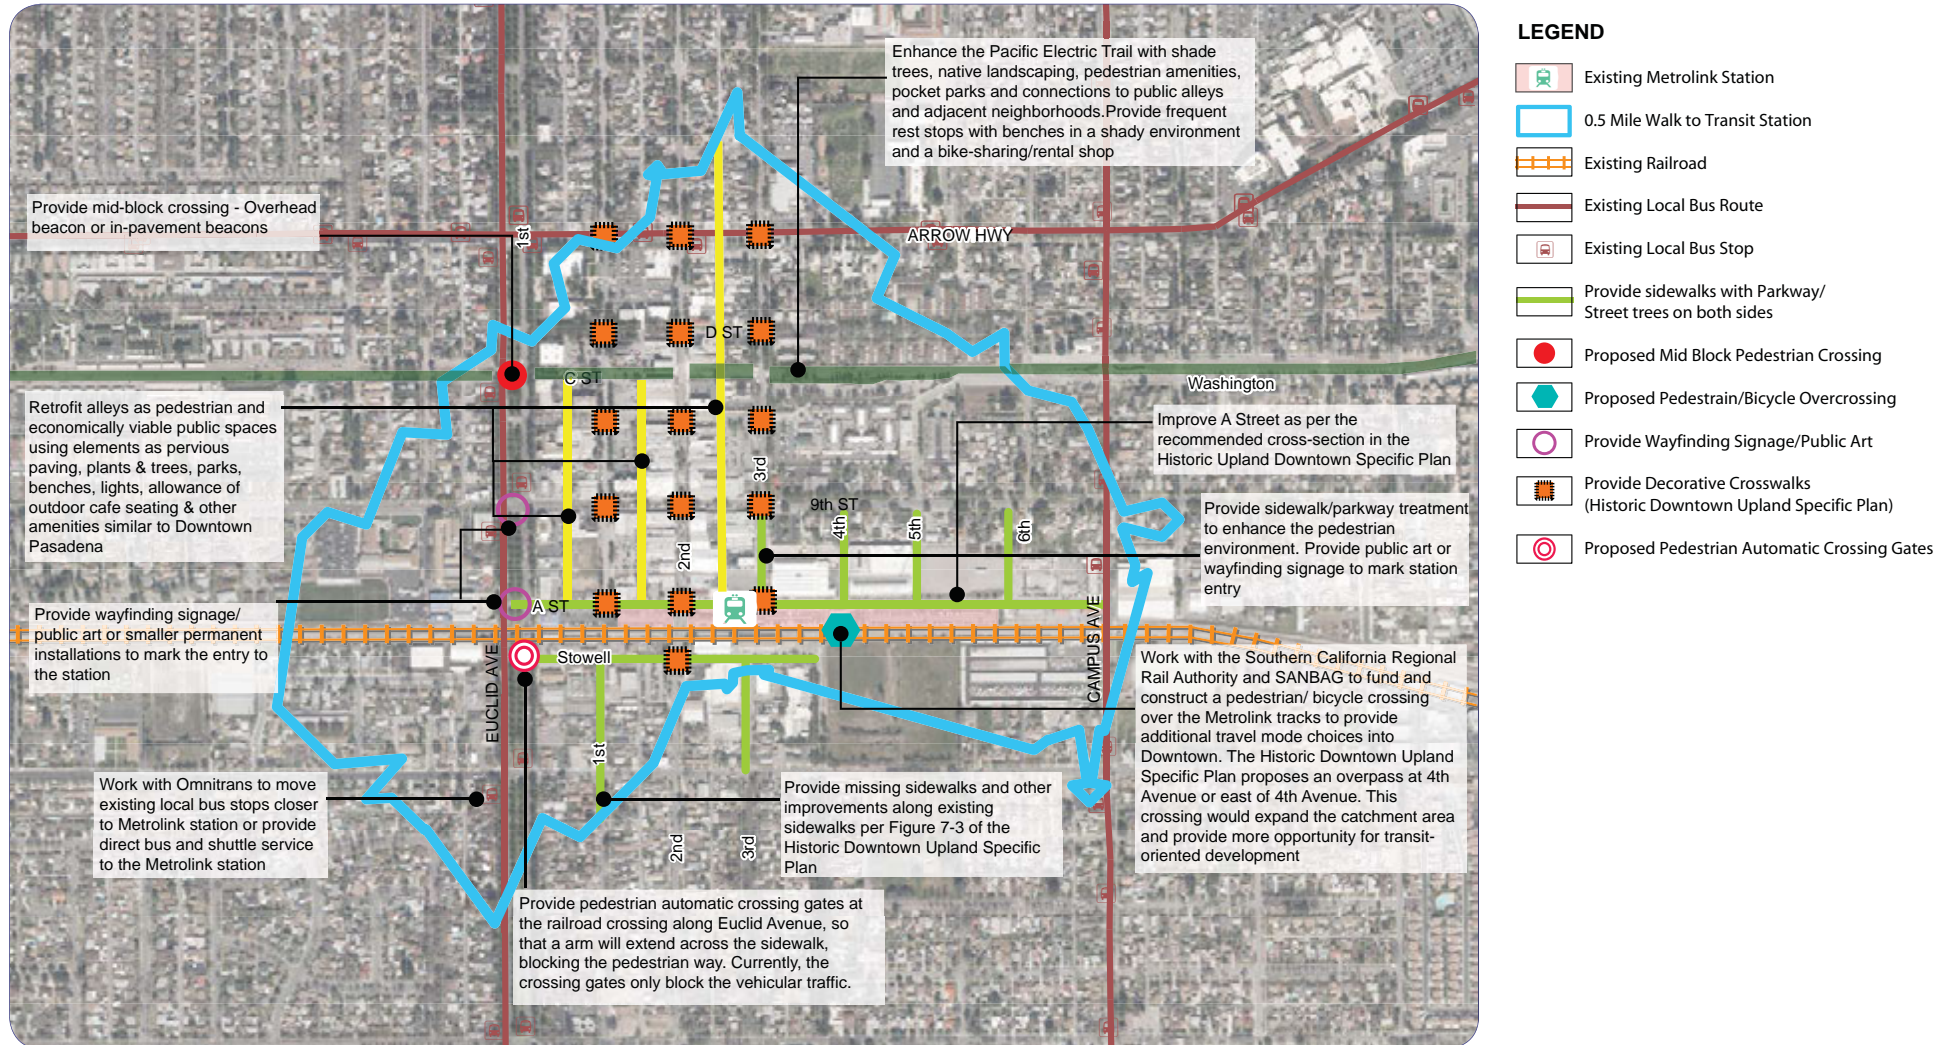 Enhance the Pacific Electric Trail with shade
trees, native landscaping, pedestrian amenities,
pocket parks and connections to public alleys
and adjacent neighborhoods.Provide frequent
rest stops with benches in a shady environment
and a bike-sharing/rental shop
Provide mid-block crossing - Overhead
beacon or in-pavement beacons
1st
ARROW HWY
D ST
C ST
Washington
Retrofit alleys as pedestrian and
economically viable public spaces
using elements as pervious
paving, plants & trees, parks,
benches, lights, allowance of
outdoor cafe seating & other
amenities similar to Downtown
Pasadena
Improve A Street as per the
recommended cross-section in the
Historic Upland Downtown Specific Plan
3rd
9th ST
4th
5th
6th
2nd
Provide sidewalk/parkway treatment
to enhance the pedestrian
environment. Provide public art or
wayfinding signage to mark station
entry
Provide wayfinding signage/
public art or smaller permanent
installations to mark the entry to
the station
A ST
Stowell
EUCLID AVE
CAMPUS AVE
Work with the Southern California Regional
Rail Authority and SANBAG to fund and
construct a pedestrian/ bicycle crossing
over the Metrolink tracks to provide
additional travel mode choices into
Downtown. The Historic Downtown Upland
Specific Plan proposes an overpass at 4th
Avenue or east of 4th Avenue. This
crossing would expand the catchment area
and provide more opportunity for transit-
oriented development
1st
2nd
3rd
Work with Omnitrans to move
existing local bus stops closer
to Metrolink station or provide
direct bus and shuttle service
to the Metrolink station
Provide missing sidewalks and other
improvements along existing
sidewalks per Figure 7-3 of the
Historic Downtown Upland Specific
Plan
Provide pedestrian automatic crossing gates at
the railroad crossing along Euclid Avenue, so
that a arm will extend across the sidewalk,
blocking the pedestrian way. Currently, the
crossing gates only block the vehicular traffic.
LEGEND
Existing Metrolink Station
0.5 Mile Walk to Transit Station
Existing Railroad
Existing Local Bus Route
Existing Local Bus Stop
Provide sidewalks with Parkway/
Street trees on both sides
Proposed Mid Block Pedestrian Crossing
Proposed Pedestrain/Bicycle Overcrossing
Provide Wayfinding Signage/Public Art
Provide Decorative Crosswalks
(Historic Downtown Upland Specific Plan)
Proposed Pedestrian Automatic Crossing Gates